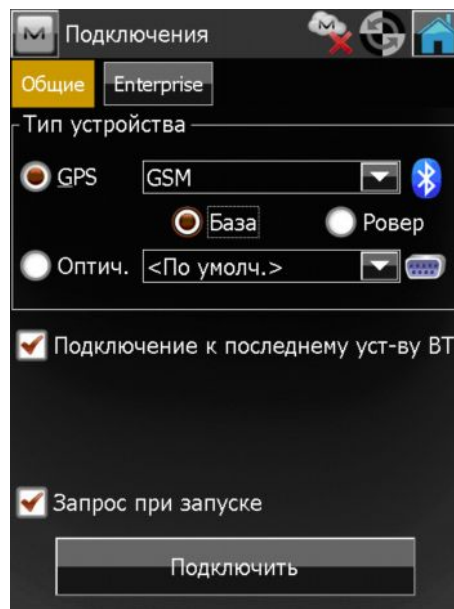 Подключения
Общие Enterprise
Тип устройства
GPS GSM
База Ровер
Оптич. <По умолч.>
Подключение к последнему уст-ву BT
Запрос при запуске
Подключить